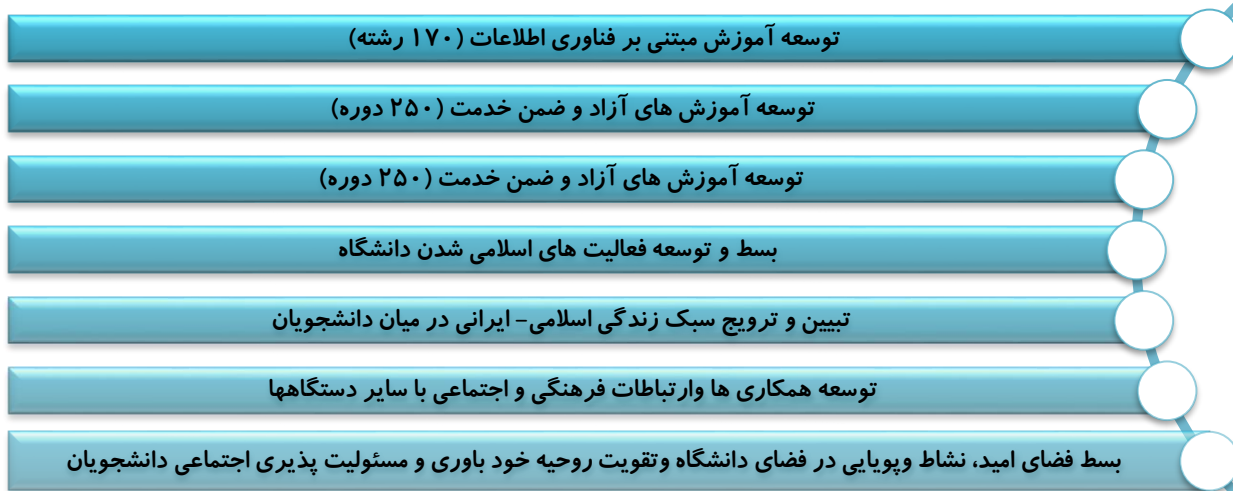 توسعه آموزش مبتنی بر فناوری اطلاعات (۱۷۰ رشته)
توسعه آموزش های آزاد و ضمن خدمت (۲۵۰ دوره)
توسعه آموزش های آزاد و ضمن خدمت (۲۵۰ دوره)
بسط و توسعه فعالیت های اسلامی شدن دانشگاه
تبیین و ترویج سبک زندگی اسلامی- ایرانی در میان دانشجویان
توسعه همکاری ها وارتباطات فرهنگی و اجتماعی با سایر دستگاهها
بسط فضای امید، نشاط وپویایی در فضای دانشگاه وتقویت روحیه خود باوری و مسئولیت پذیری اجتماعی دانشجویان